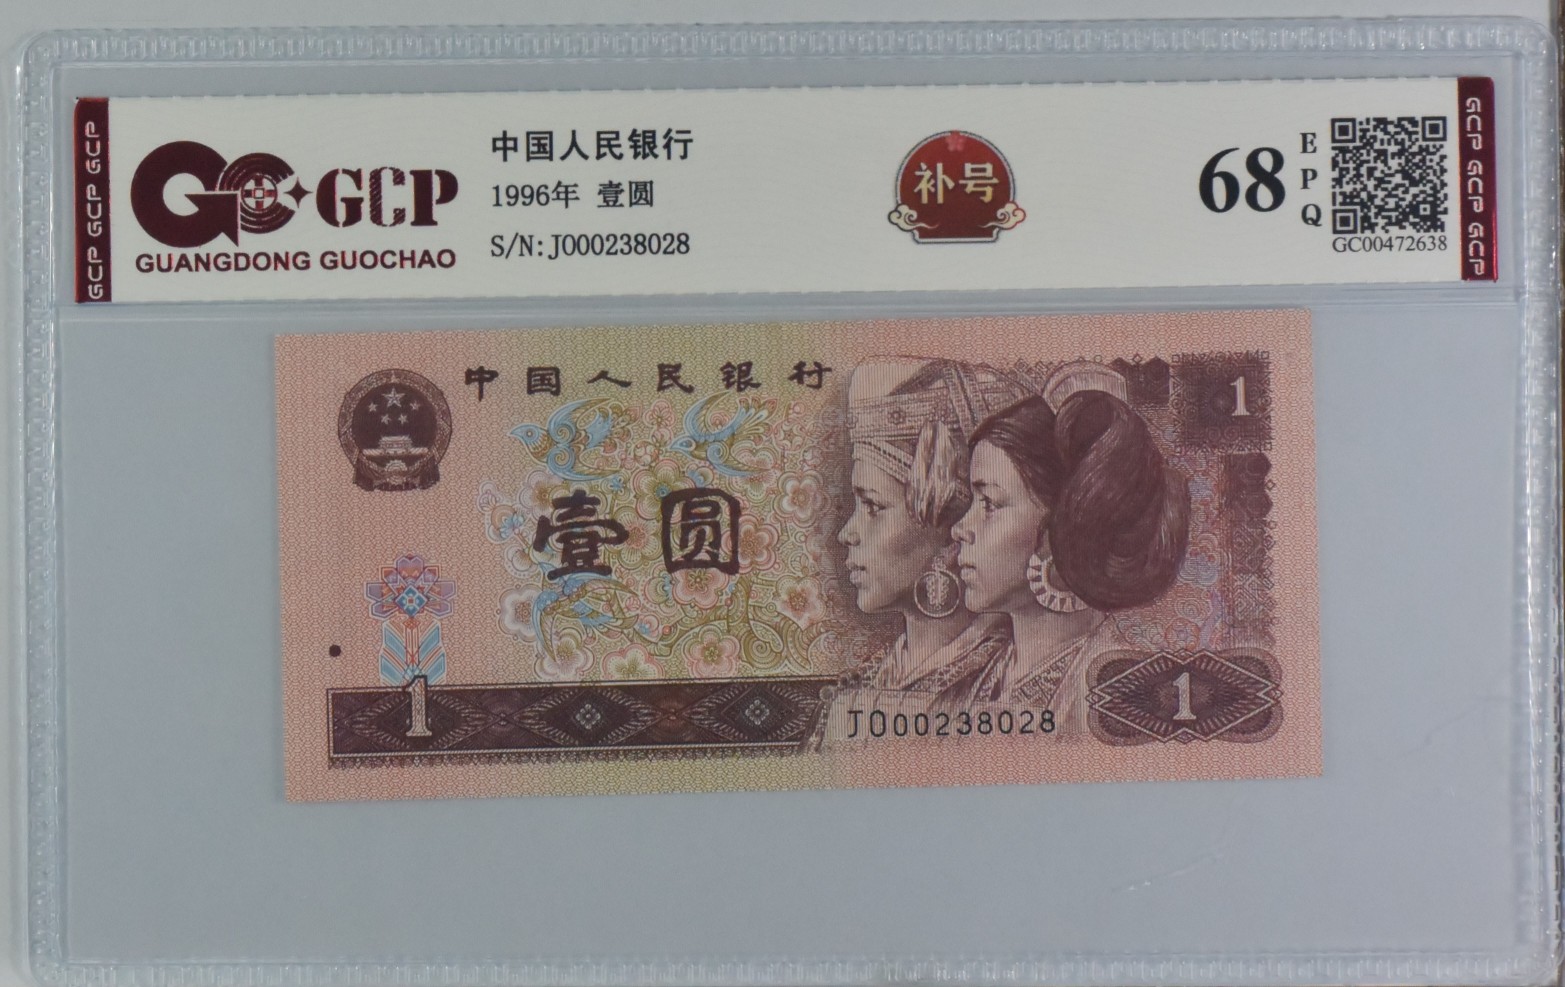 GCP GCP GCP
GCP
GUANGDONG GUOCHAO
中国人民银行
1996年 壹圆
S/N:J000238028
补号
68
EPQ
GC00472638
GCP GCP GCP
中国人民银行
1
壹圆
1
J000238028
1